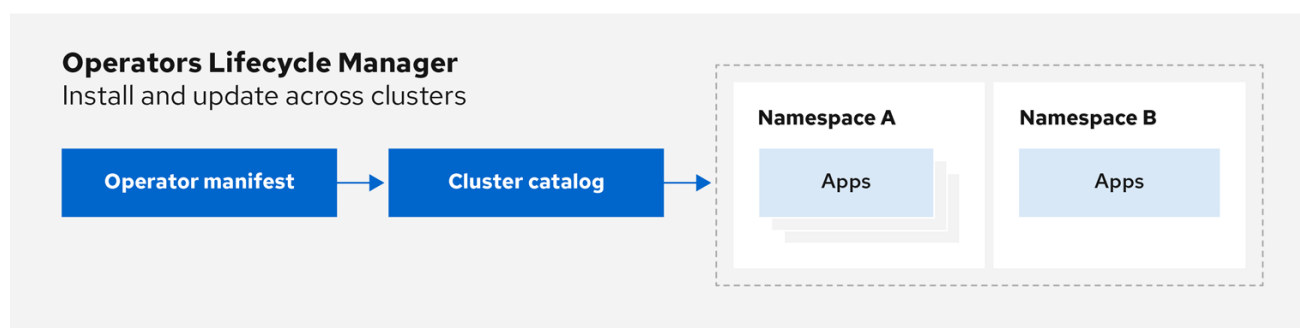 Operators Lifecycle Manager
Install and update across clusters
Operator manifest
Cluster catalog
Namespace A
Apps
Namespace B
Apps